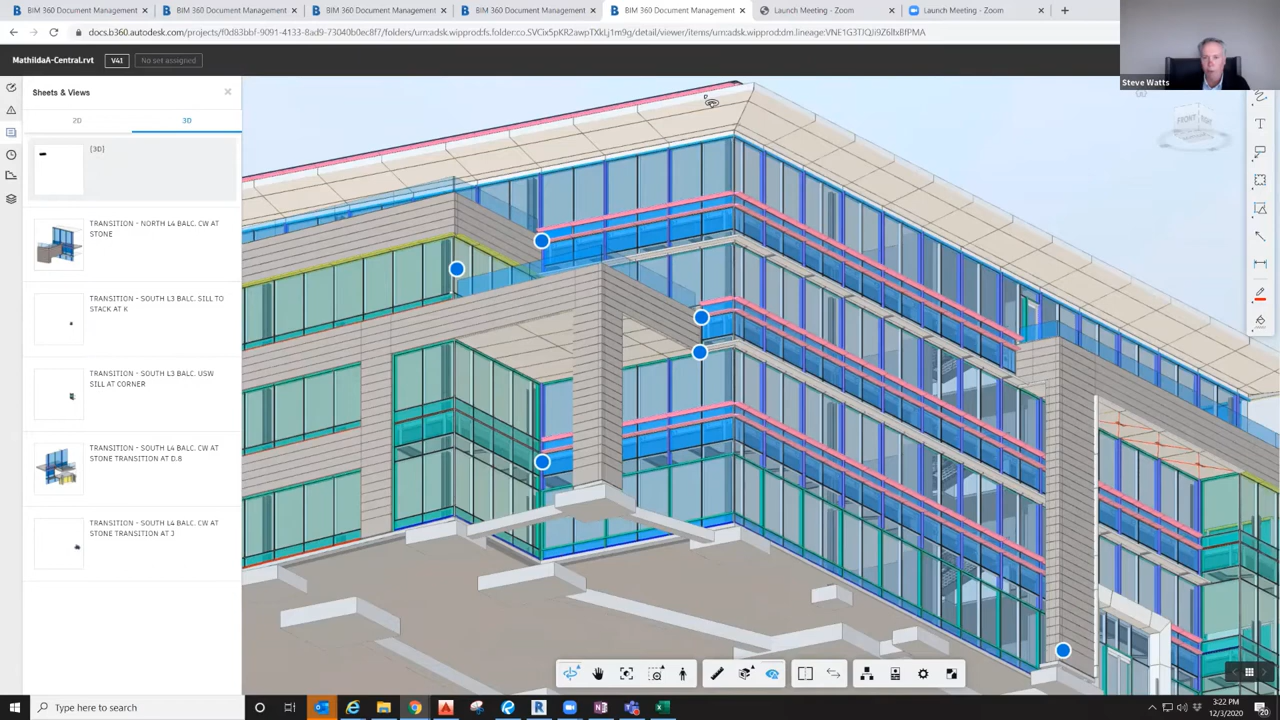 BIM 360 Document Management
BIM 360 Document Management
BIM 360 Document Management
BIM 360 Document Management
BIM 360 Document Management
Launch Meeting - Zoom
Launch Meeting - Zoom
MathildaA-Central.rvt
V41
No set assigned
Steve Watts
Sheets & Views
2D
3D
[3D]
TRANSITION - NORTH L4 BALC. CW AT
STONE
TRANSITION - SOUTH L3 BALC. SILL TO
STACK AT K
TRANSITION - SOUTH L3 BALC. USW
SILL AT CORNER
TRANSITION - SOUTH L4 BALC. CW AT
STONE TRANSITION AT D.8
TRANSITION - SOUTH L4 BALC. CW AT
STONE TRANSITION AT J
FRONT
Type here to search
3:22 PM
12/3/2020
20